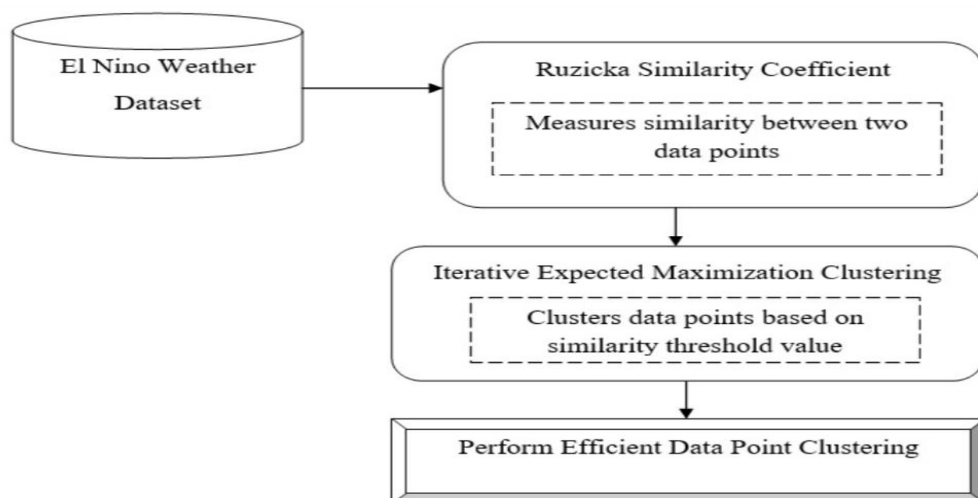 El Nino Weather
Dataset
Ruzicka Similarity Coefficient
Measures similarity between two
data points
Iterative Expected Maximization Clustering
Clusters data points based on
similarity threshold value
Perform Efficient Data Point Clustering